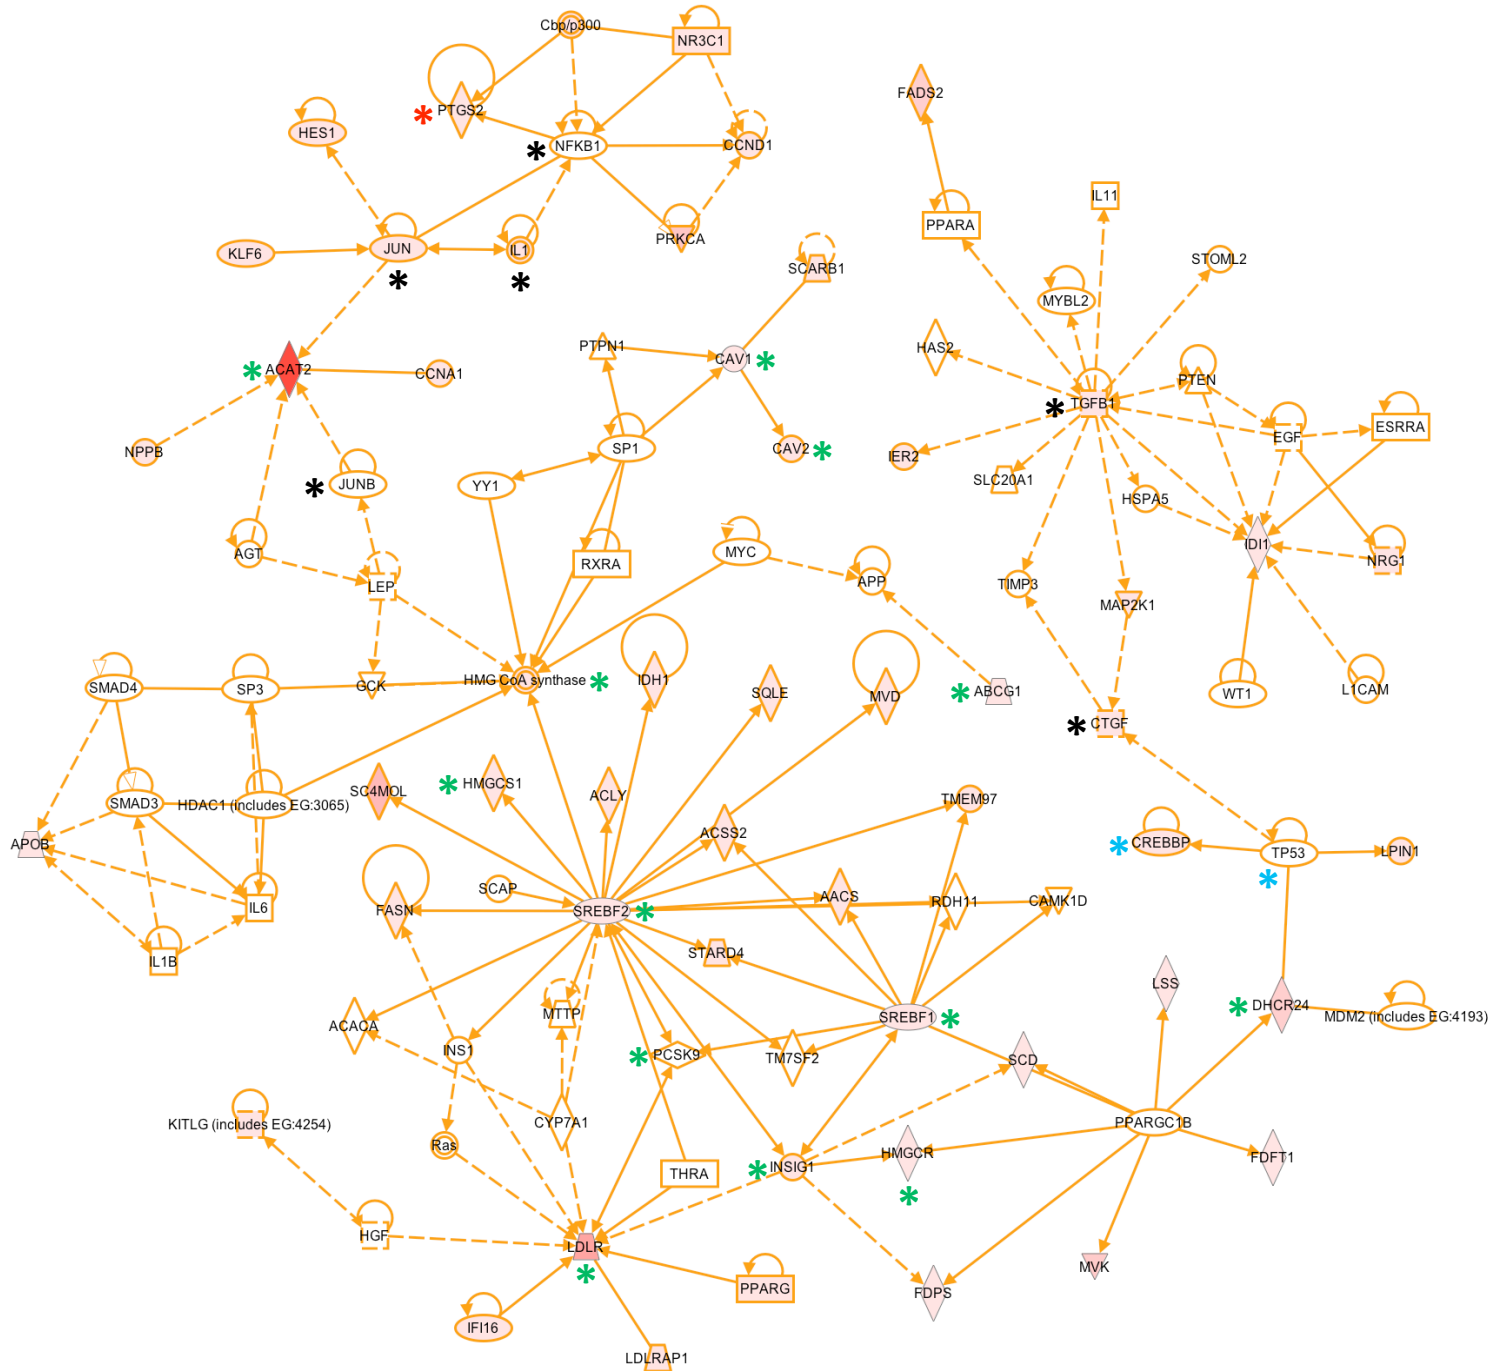 Cbp/p300
NR3C1
FADS2
PTGS2
HES1
NFKB1
CCND1
IL11
PPARA
PRKCA
KLF6
JUN
IL1
SCARB1
STOML2
MYBL2
HAS2
PTPN1
CAV1
ACAT2
CCNA1
PTEN
TGFB1
ESRRA
EGF
NPPB
SP1
CAV2
IER2
JUNB
YY1
SLC20A1
HSPA5
AGT
MYC
IDI1
NRG1
LEP
RXRA
APP
TIMP3
MAP2K1
SMAD4
SP3
GCK
HMG CoA synthase
IDH1
SQLE
MVD
ABCG1
WT1
L1CAM
CTGF
SC4MOL
HMGCS1
ACLY
TMEM97
SMAD3
HDAC1 (includes EG:3065)
ACSS2
APOB
CREBBP
TP53
LPIN1
SCAP
AACS
RDH11
CAMK1D
IL6
FASN
SREBF2
IL1B
STARD4
LSS
DHCR24
MDM2 (includes EG:4193)
ACACA
MTTP
SREBF1
INS1
PCSK9
TM7SF2
SCD
KITLG (includes EG:4254)
CYP7A1
PPARGC1B
Ras
THRA
INSIG1
HMGCR
FDFT1
HGF
LDLR
MVK
PPARG
FDPS
IFI16
LDLRAP1